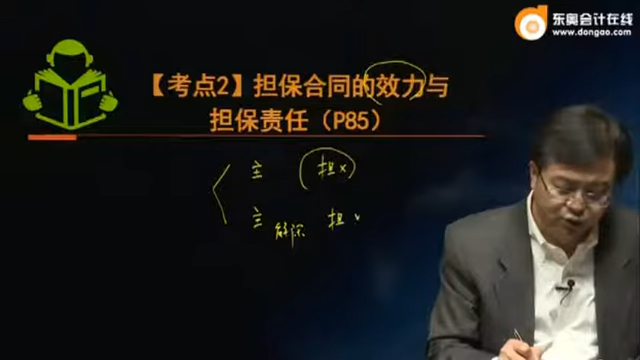 东奥会计在线
www.dongao.com
【考点2】担保合同的效力与
担保责任（P85）
主 担x
主 解除 担